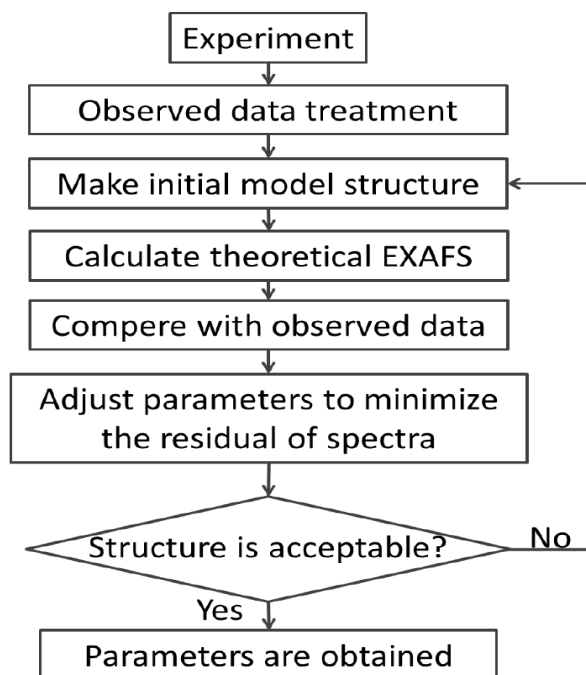 Experiment
Observed data treatment
Make initial model structure
Calculate theoretical EXAFS
Compere with observed data
Adjust parameters to minimize
the residual of spectra
Structure is acceptable?
No
Yes
Parameters are obtained